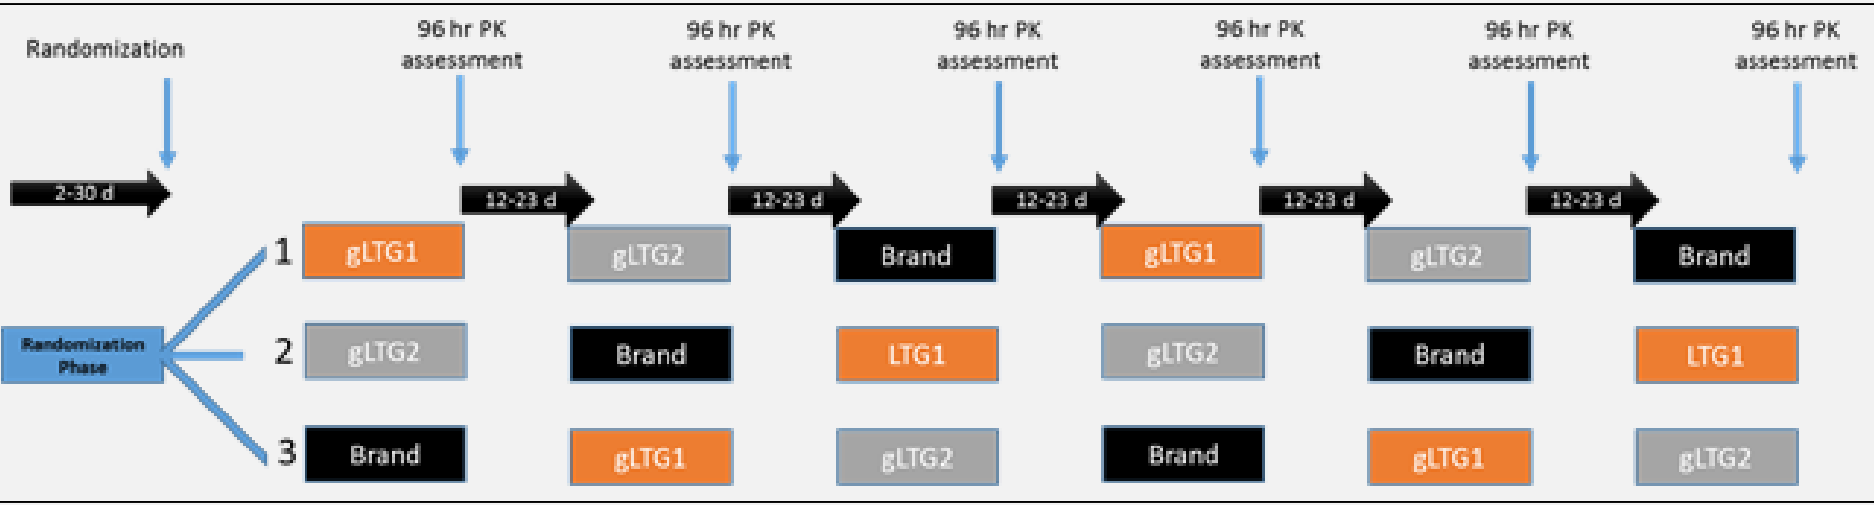 Randomization
96 hr PK
assessment
96 hr PK
assessment
96 hr PK
assessment
96 hr PK
assessment
96 hr PK
assessment
96 hr PK
assessment
2-30 d
12-23 d
12-23 d
12-23 d
12-23 d
12-23 d
1
gLTG1
gLTG2
Brand
gLTG1
gLTG2
Brand
Randomization
Phase
2
gLTG2
Brand
LTG1
gLTG2
Brand
LTG1
3
Brand
gLTG1
gLTG2
Brand
gLTG1
gLTG2